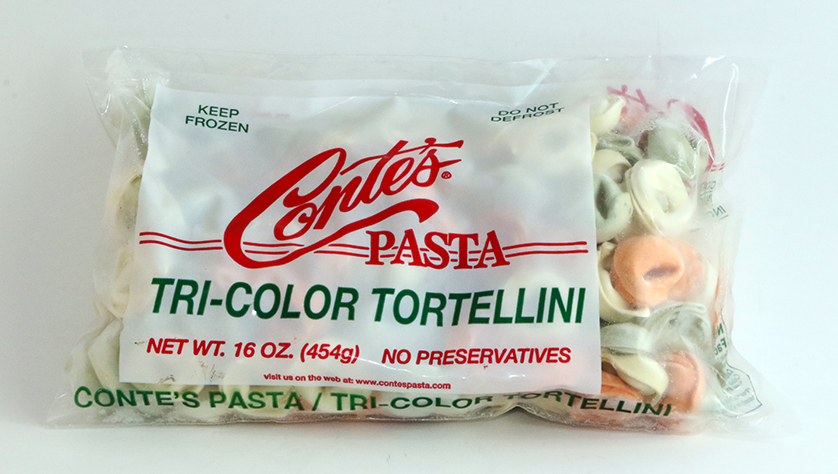 KEEP
FROZEN
DO NOT
DEFROST
Conte's®
PASTA
TRI-COLOR TORTELLINI
NET WT. 16 OZ. (454g) NO PRESERVATIVES
visit us on the web at: www.contespasta.com
CONTE'S PASTA / TRI-COLOR TORTELLINI